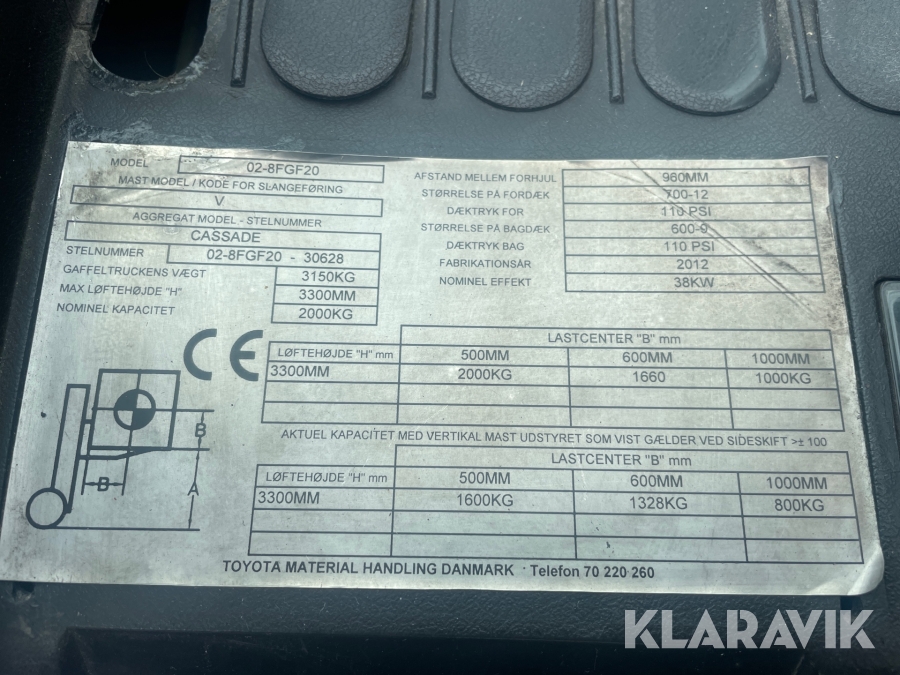 MODEL 02-8FGF20
MAST MODEL / KODE FOR SLANGEFØRING
V
AGGREGAT MODEL - STELNUMMER
CASSADE
STELNUMMER 02-8FGF20 - 30628
GAFFELTRUCKENS VÆGT 3150KG
MAX LØFTEHØJDE "H" 3300MM
NOMINEL KAPACITET 2000KG
AFSTAND MELLEM FORHJUL 960MM
STØRRELSE PÅ FORDÆK 700-12
DÆKTRYK FOR 110 PSI
STØRRELSE PÅ BAGDÆK 600-9
DÆKTRYK BAG 110 PSI
FABRIKATIONSÅR 2012
NOMINEL EFFEKT 38KW
CE
LASTCENTER "B" mm
LØFTEHØJDE "H" mm 500MM 600MM 1000MM
3300MM 2000KG 1660 1000KG
AKTUEL KAPACITET MED VERTIKAL MAST UDSTYRET SOM VIST GÆLDER VED SIDESKIFT >± 100
LASTCENTER "B" mm
LØFTEHØJDE "H" mm 500MM 600MM 1000MM
3300MM 1600KG 1328KG 800KG
B
B
A
TOYOTA MATERIAL HANDLING DANMARK Telefon 70 220 260
KLARAVIK